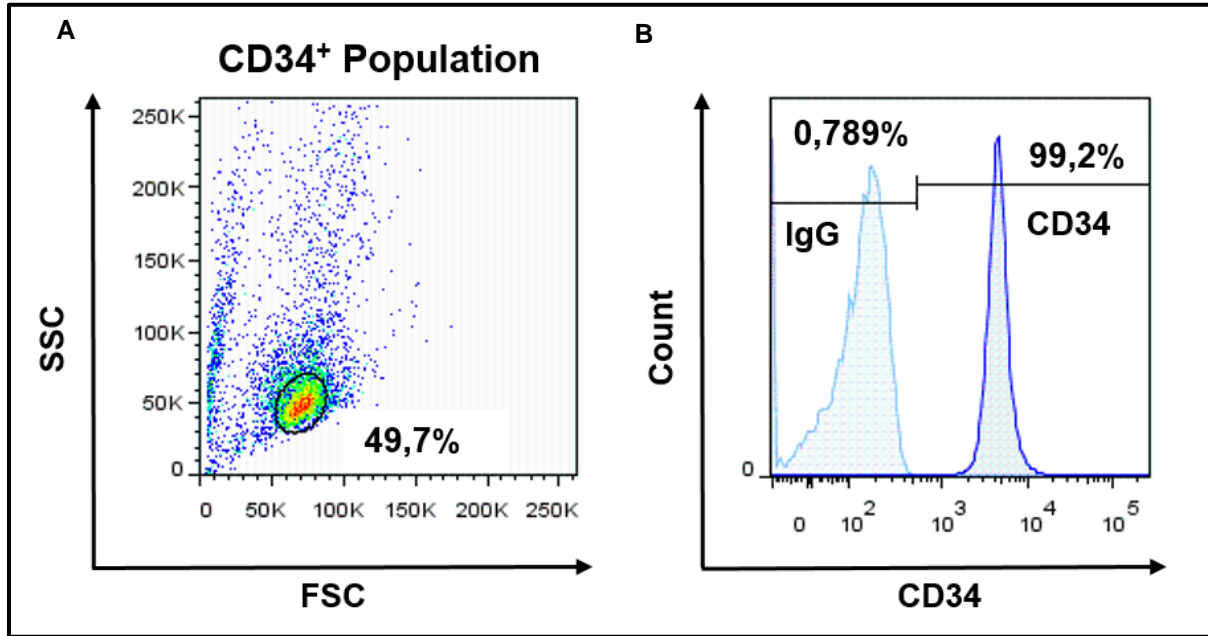 A
CD34+ Population
250K
200K
150K
100K
50K
0
49,7%
0 50K 100K 150K 200K 250K
SSC
FSC
B
0,789%
99,2%
IgG
CD34
0
0 10² 10³ 10⁴ 10⁵
Count
CD34